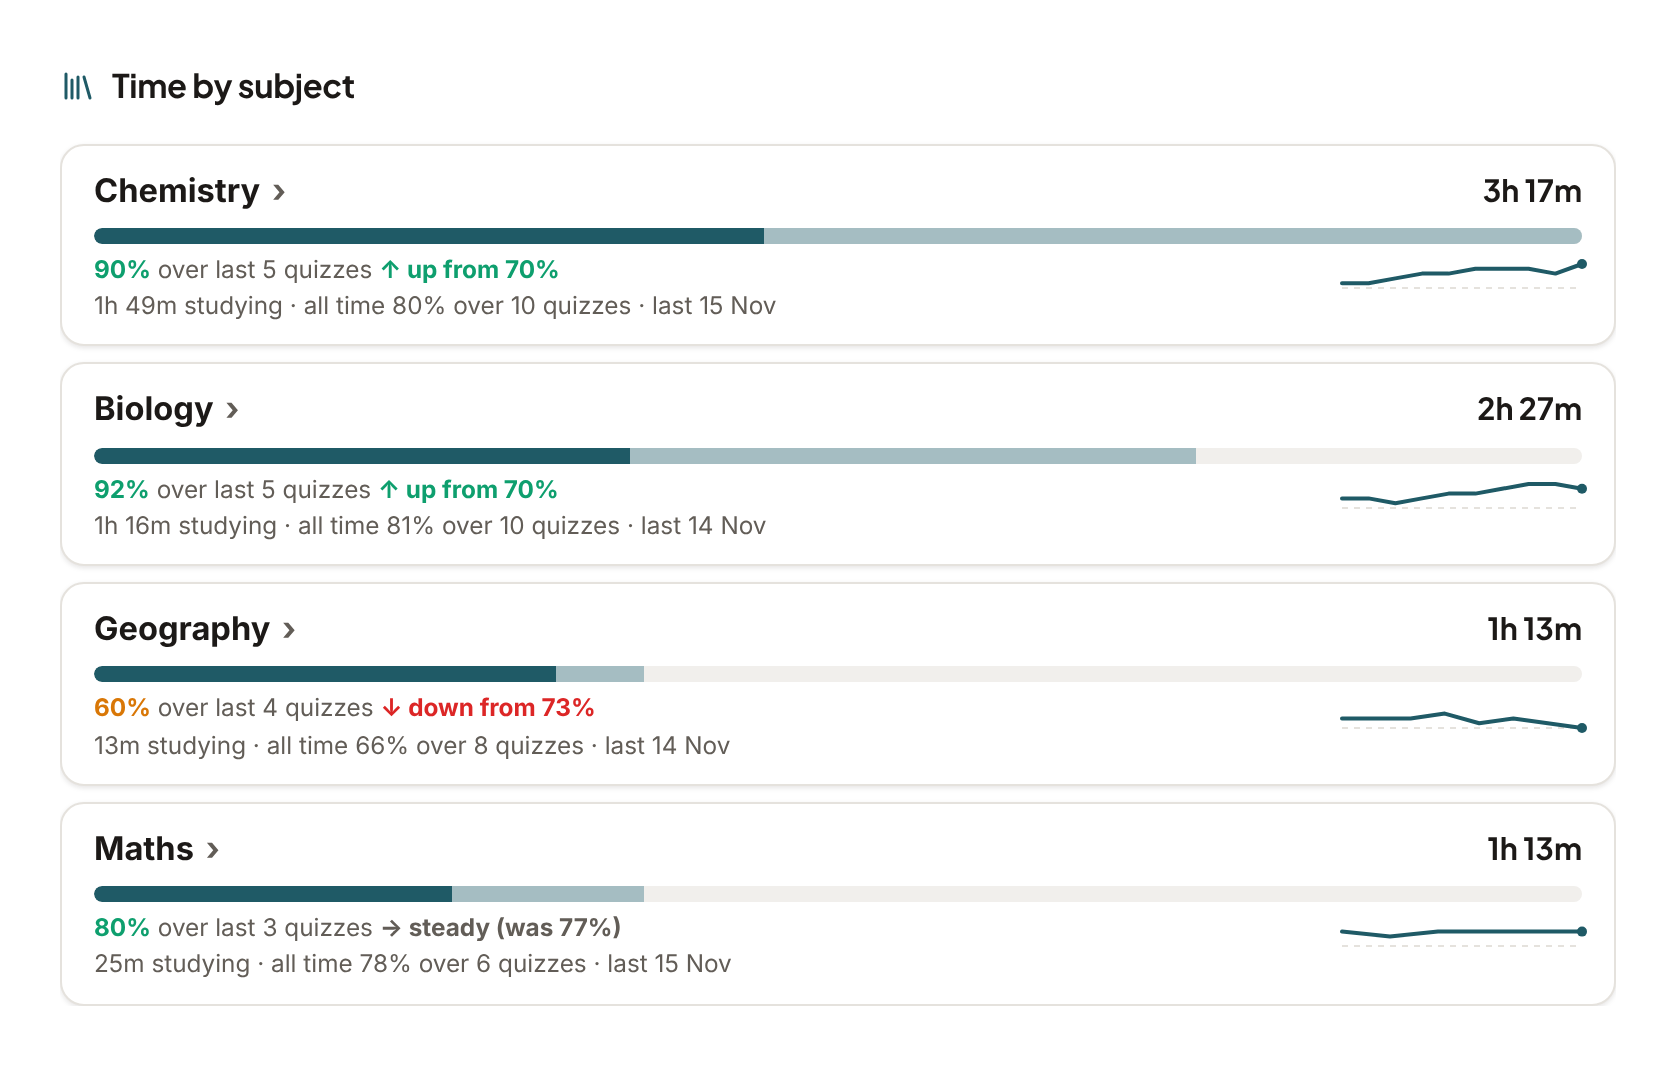 Time by subject
Chemistry ›
3h 17m
90% over last 5 quizzes ↑ up from 70%
1h 49m studying · all time 80% over 10 quizzes · last 15 Nov
Biology ›
2h 27m
92% over last 5 quizzes ↑ up from 70%
1h 16m studying · all time 81% over 10 quizzes · last 14 Nov
Geography ›
1h 13m
60% over last 4 quizzes ↓ down from 73%
13m studying · all time 66% over 8 quizzes · last 14 Nov
Maths ›
1h 13m
80% over last 3 quizzes → steady (was 77%)
25m studying · all time 78% over 6 quizzes · last 15 Nov